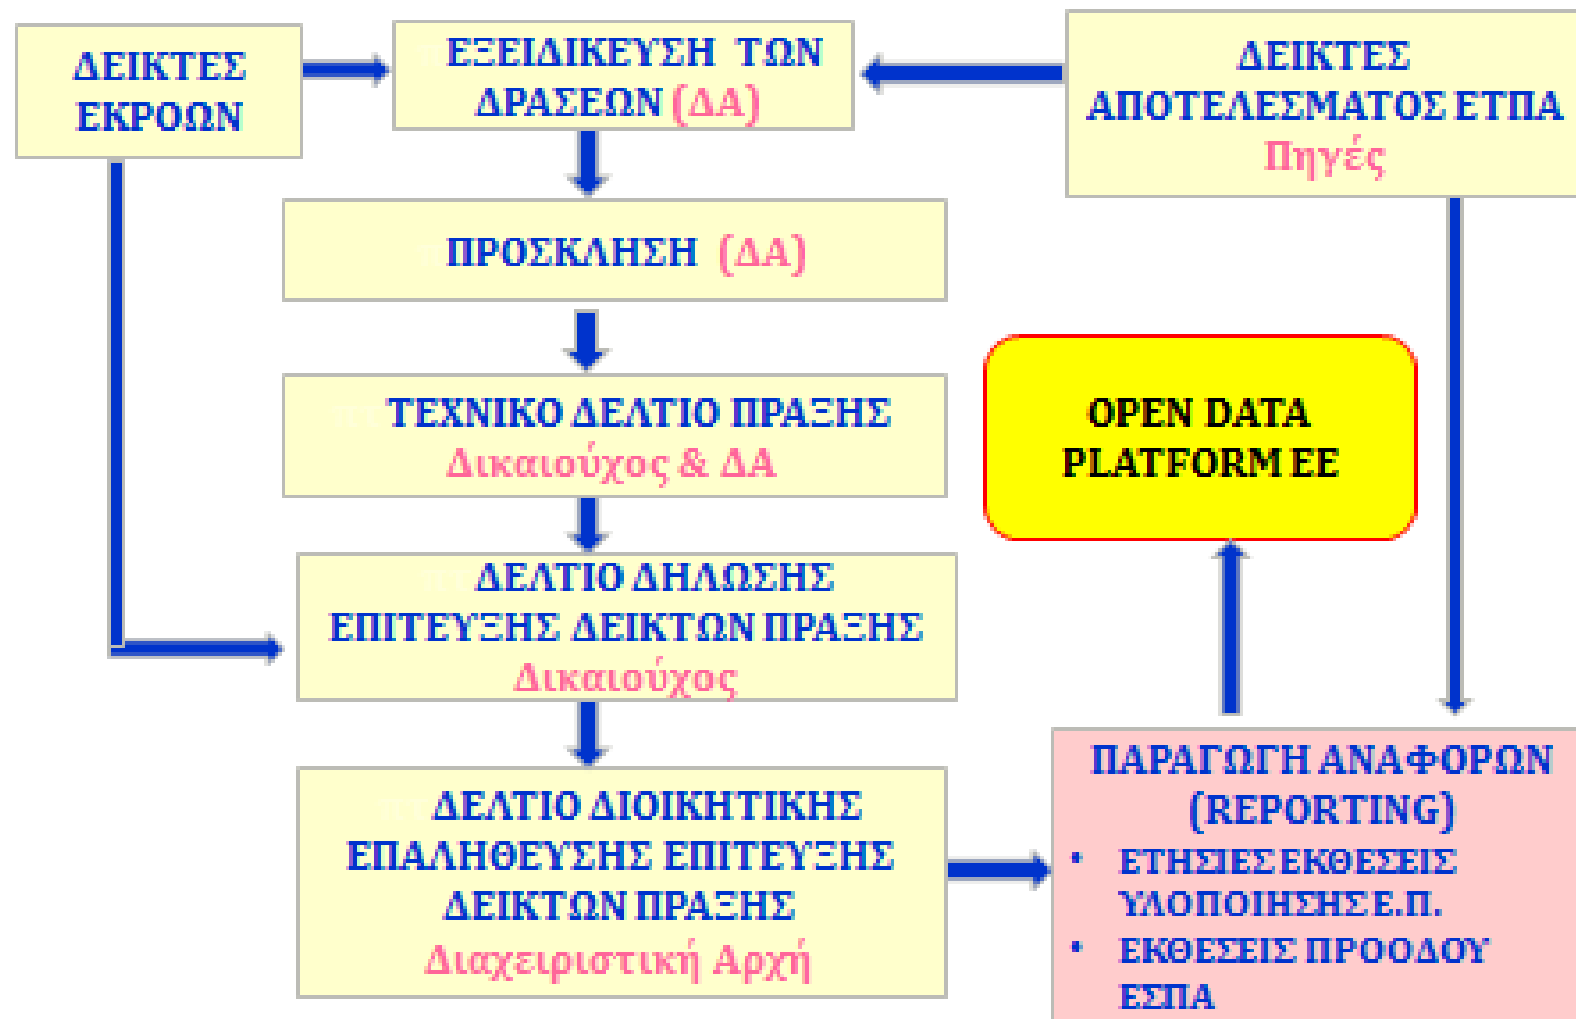 ΔΕΙΚΤΕΣ
ΕΚΡΟΩΝ
ΕΞΕΙΔΙΚΕΥΣΗ ΤΩΝ
ΔΡΑΣΕΩΝ (ΔΑ)
ΔΕΙΚΤΕΣ
ΑΠΟΤΕΛΕΣΜΑΤΟΣ ΕΤΠΑ
Πηγές
ΠΡΟΣΚΛΗΣΗ (ΔΑ)
ΤΕΧΝΙΚΟ ΔΕΛΤΙΟ ΠΡΑΞΗΣ
Δικαιούχος & ΔΑ
OPEN DATA
PLATFORM EE
ΔΕΛΤΙΟ ΔΗΛΩΣΗΣ
ΕΠΙΤΕΥΞΗΣ ΔΕΙΚΤΩΝ ΠΡΑΞΗΣ
Δικαιούχος
ΔΕΛΤΙΟ ΔΙΟΙΚΗΤΙΚΗΣ
ΕΠΑΛΗΘΕΥΣΗΣ ΕΠΙΤΕΥΞΗΣ
ΔΕΙΚΤΩΝ ΠΡΑΞΗΣ
Διαχειριστική Αρχή
ΠΑΡΑΓΩΓΗ ΑΝΑΦΟΡΩΝ
(REPORTING)
• ΕΤΗΣΙΕΣ ΕΚΘΕΣΕΙΣ
ΥΛΟΠΟΙΗΣΗΣ Ε.Π.
• ΕΚΘΕΣΕΙΣ ΠΡΟΟΔΟΥ
ΕΣΠΑ